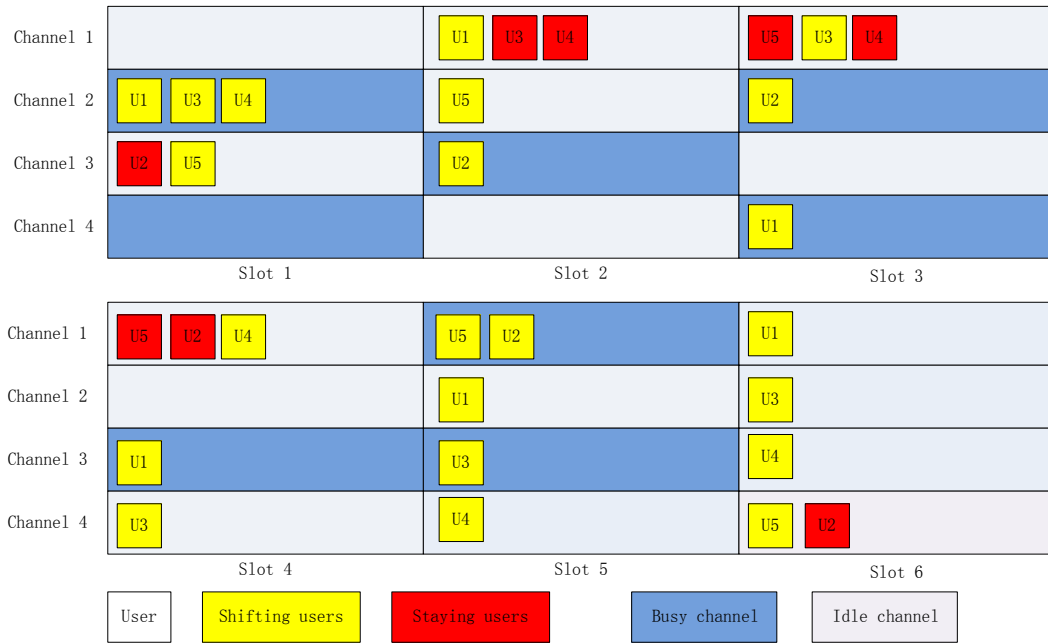 Channel 1 U1 U3 U4 U5 U3 U4
Channel 2 U1 U3 U4 U5 U2
Channel 3 U2 U5 U2
Channel 4 U1
Slot 1 Slot 2 Slot 3
Channel 1 U5 U2 U4 U5 U2 U1
Channel 2 U1 U3
Channel 3 U1 U3 U4
Channel 4 U3 U4 U5 U2
Slot 4 Slot 5 Slot 6
User Shifting users Staying users Busy channel Idle channel